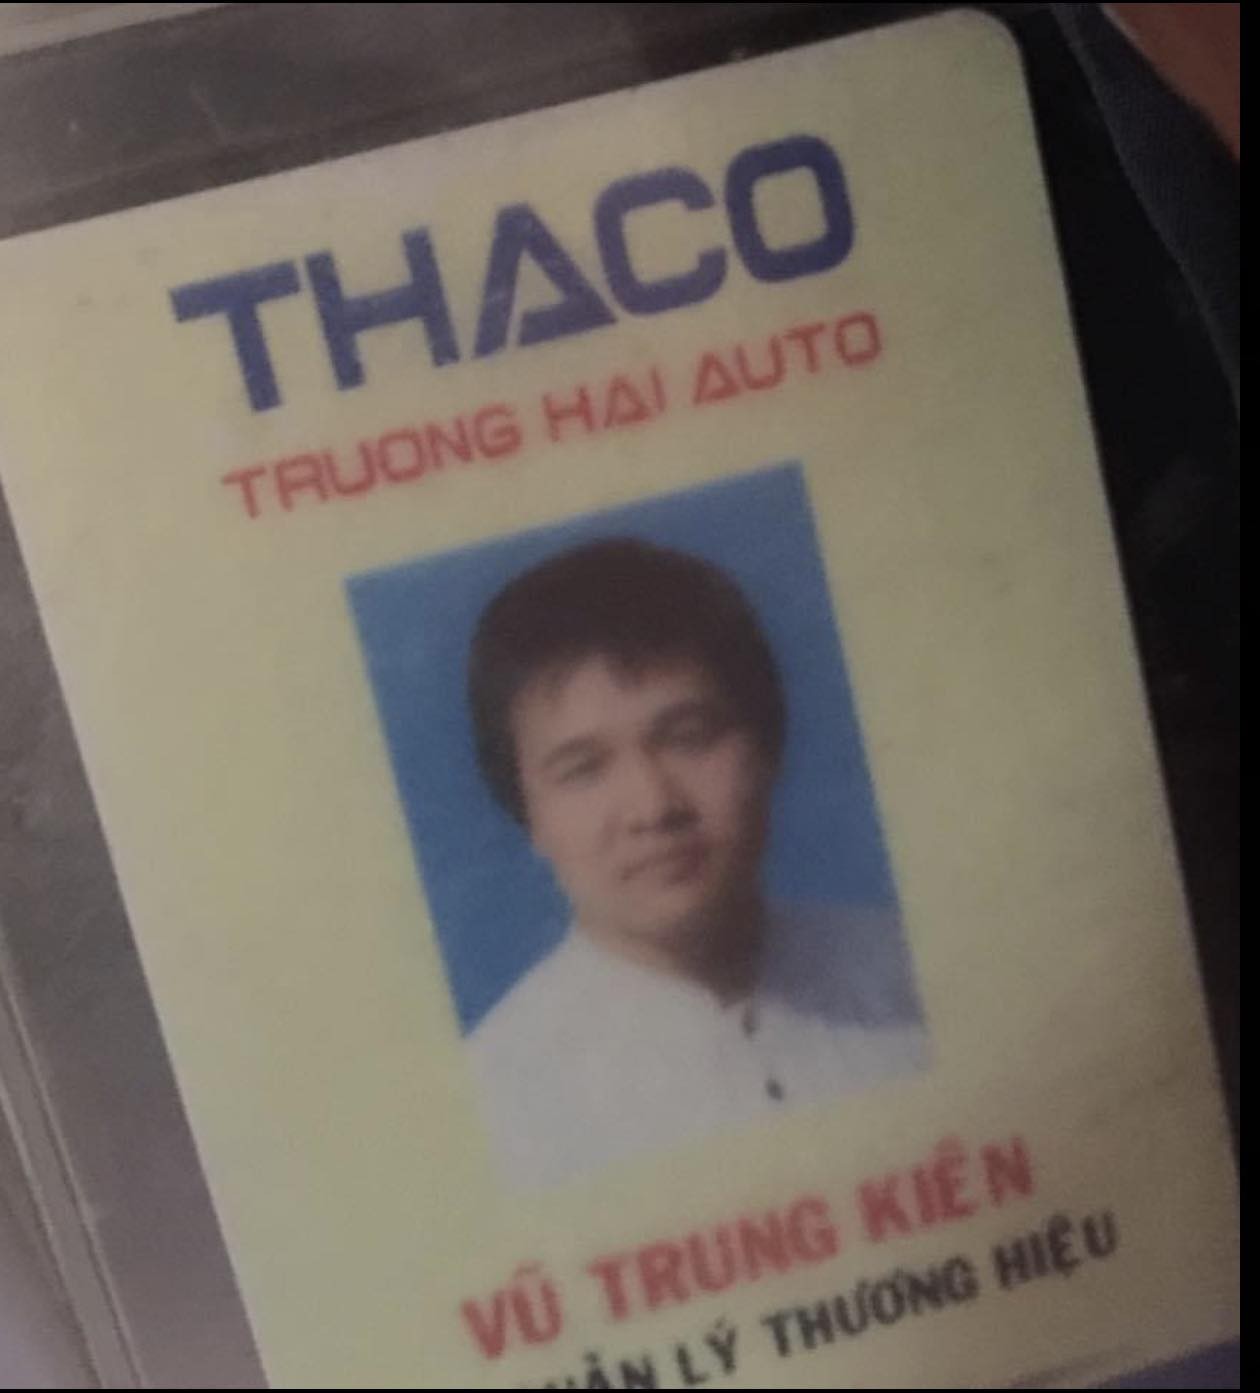 THACO
TRUONG HAI AUTO
VŨ TRUNG KIÊN
LÝ THƯƠNG HIỆU